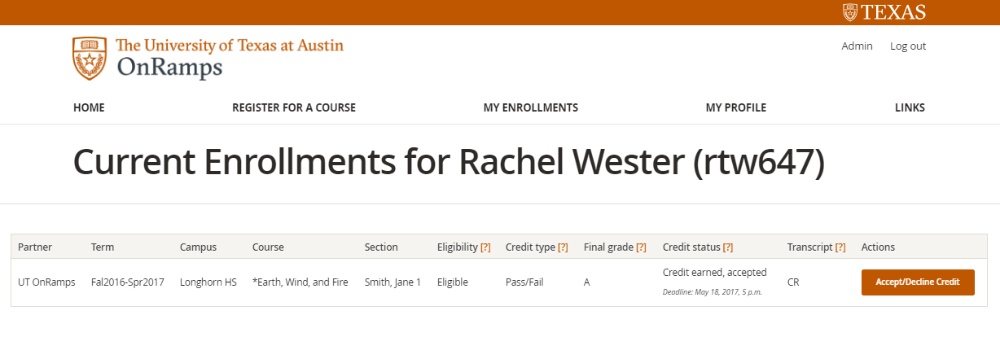 TEXAS
The University of Texas at Austin
OnRamps
Admin Log out
HOME REGISTER FOR A COURSE MY ENROLLMENTS MY PROFILE LINKS
Current Enrollments for Rachel Wester (rtw647)
Partner Term Campus Course Section Eligibility [?] Credit type [?] Final grade [?] Credit status [?] Transcript [?] Actions
UT OnRamps Fal2016-Spr2017 Longhorn HS *Earth, Wind, and Fire Smith, Jane 1 Eligible Pass/Fail A Credit earned, accepted CR Accept/Decline Credit
Deadline: May 18, 2017, 5 p.m.